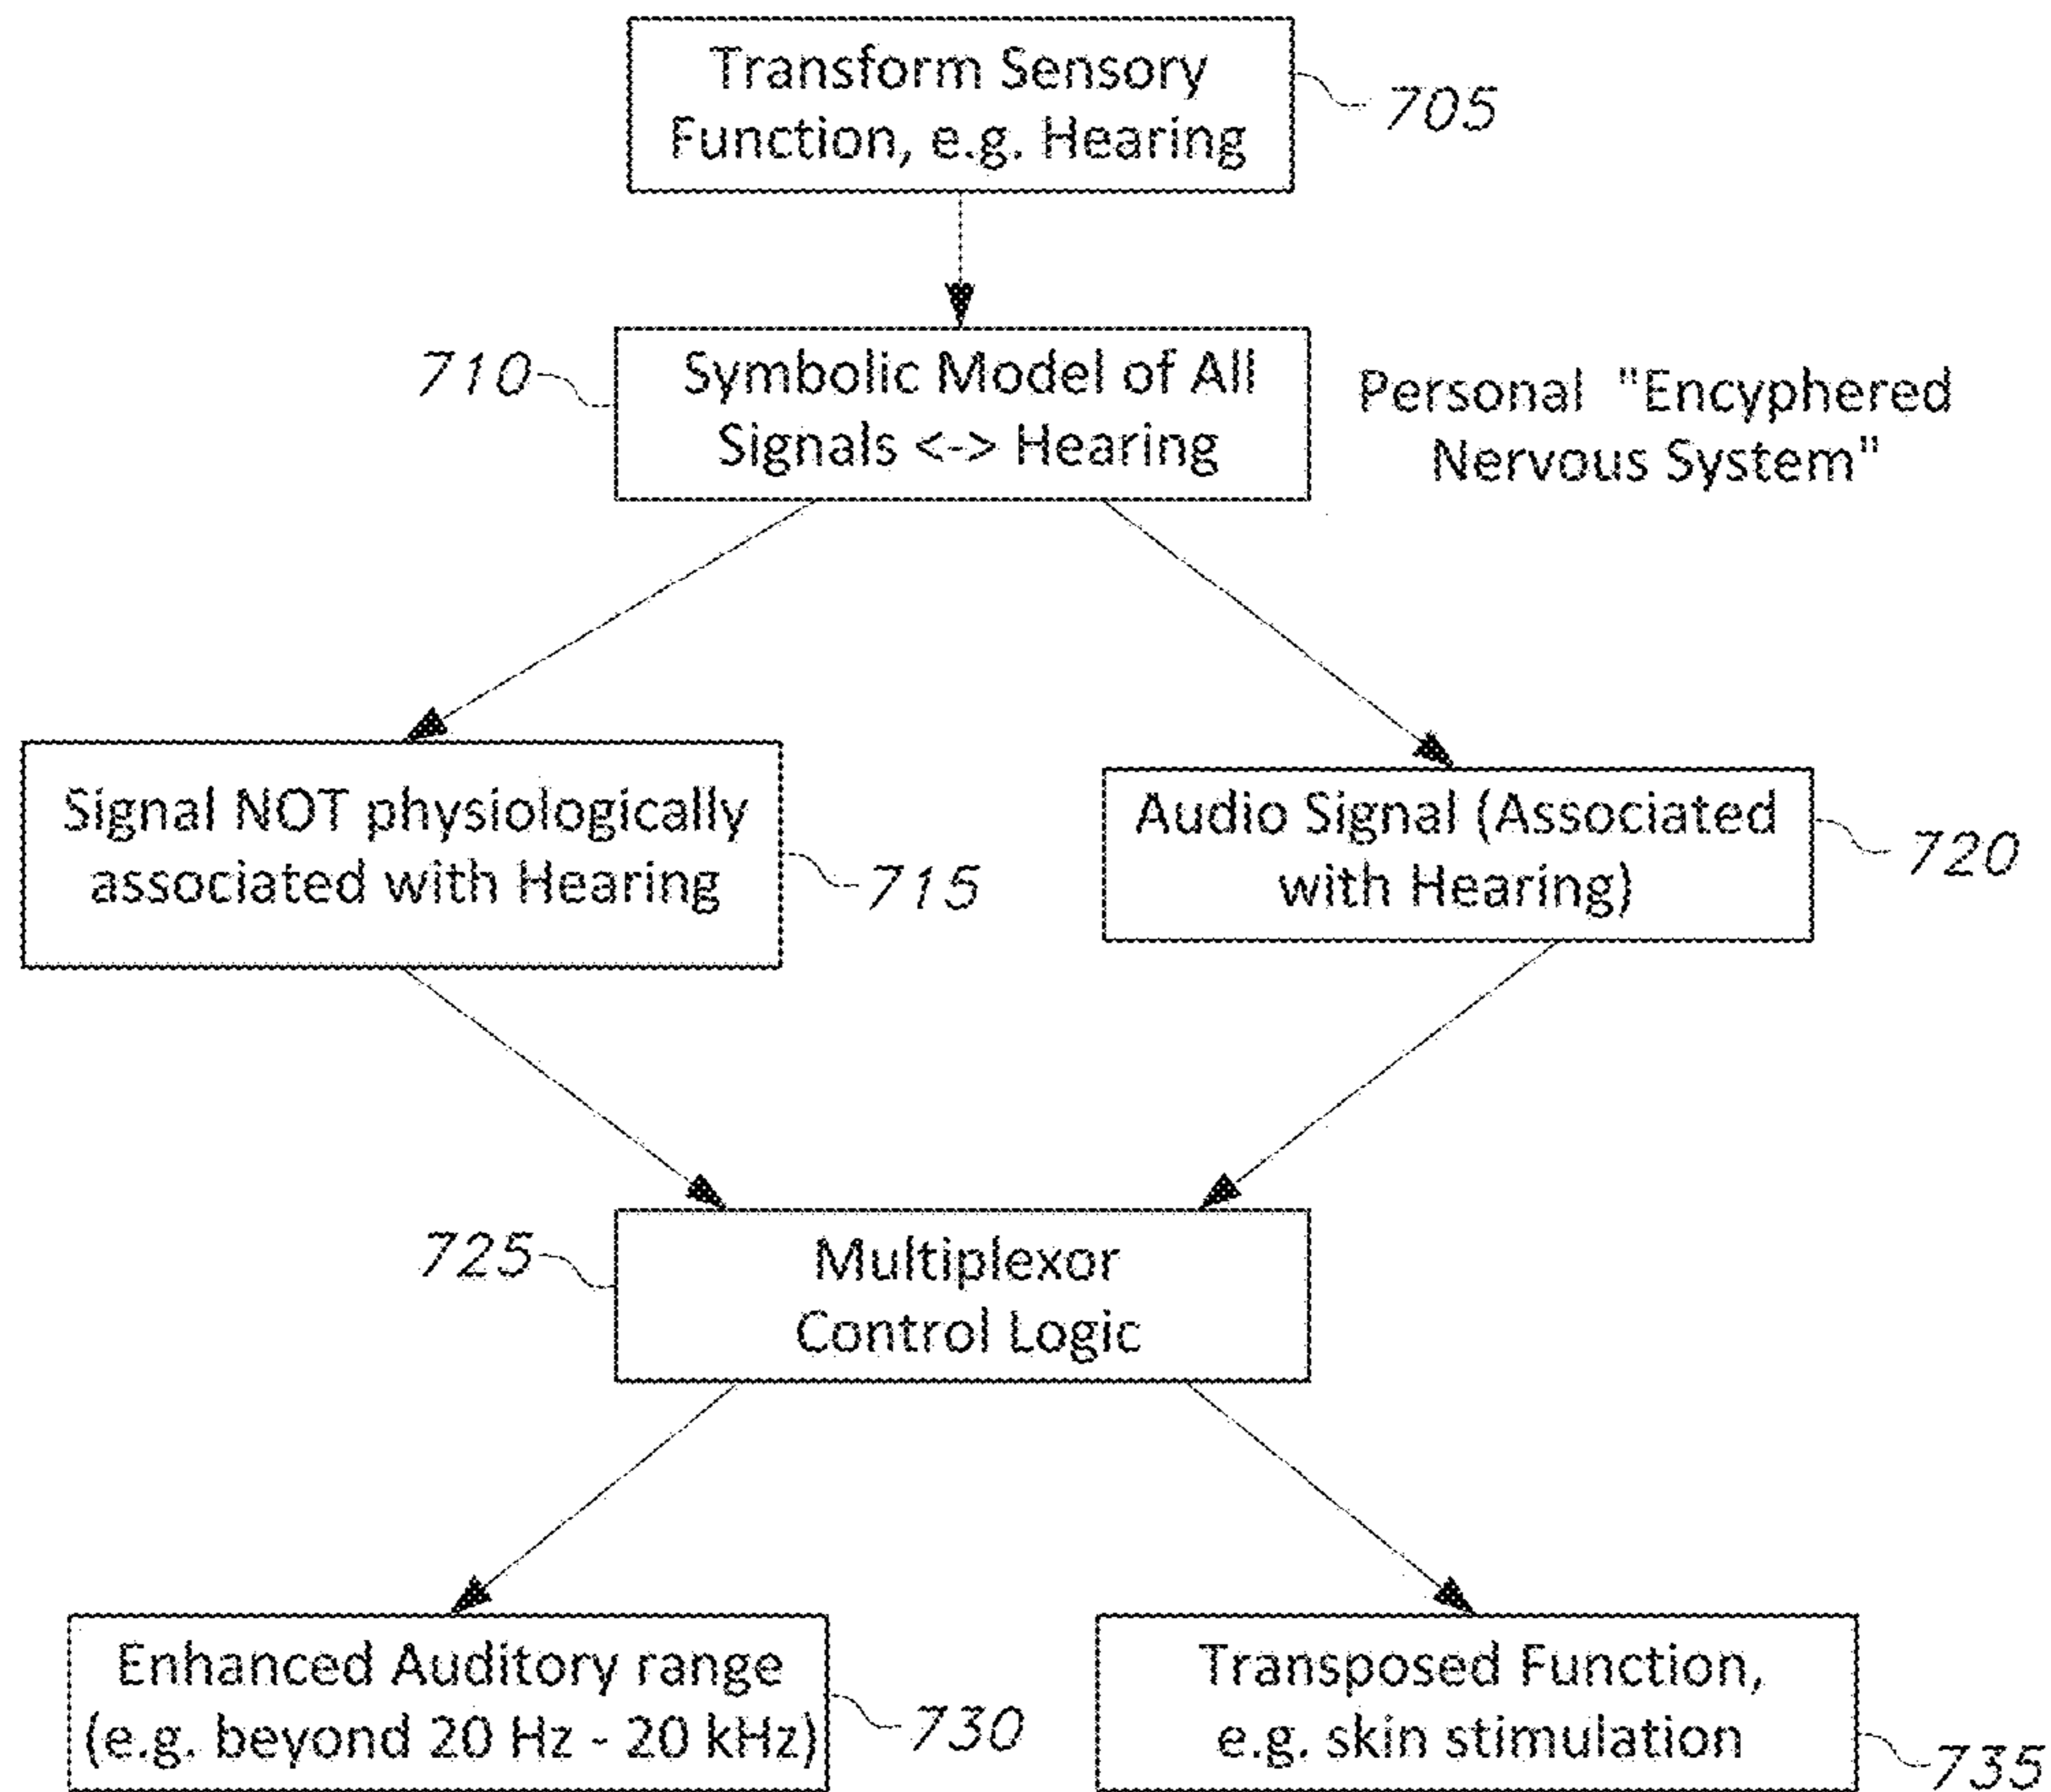 Transform Sensory
Function, e.g. Hearing
705
710
Symbolic Model of All
Signals <-> Hearing
Personal "Encyphered
Nervous System"
Signal NOT physiologically
associated with Hearing
715
Audio Signal (Associated
with Hearing)
720
725
Multiplexor
Control Logic
Enhanced Auditory range
(e.g. beyond 20 Hz - 20 kHz)
730
Transposed Function,
e.g. skin stimulation
735